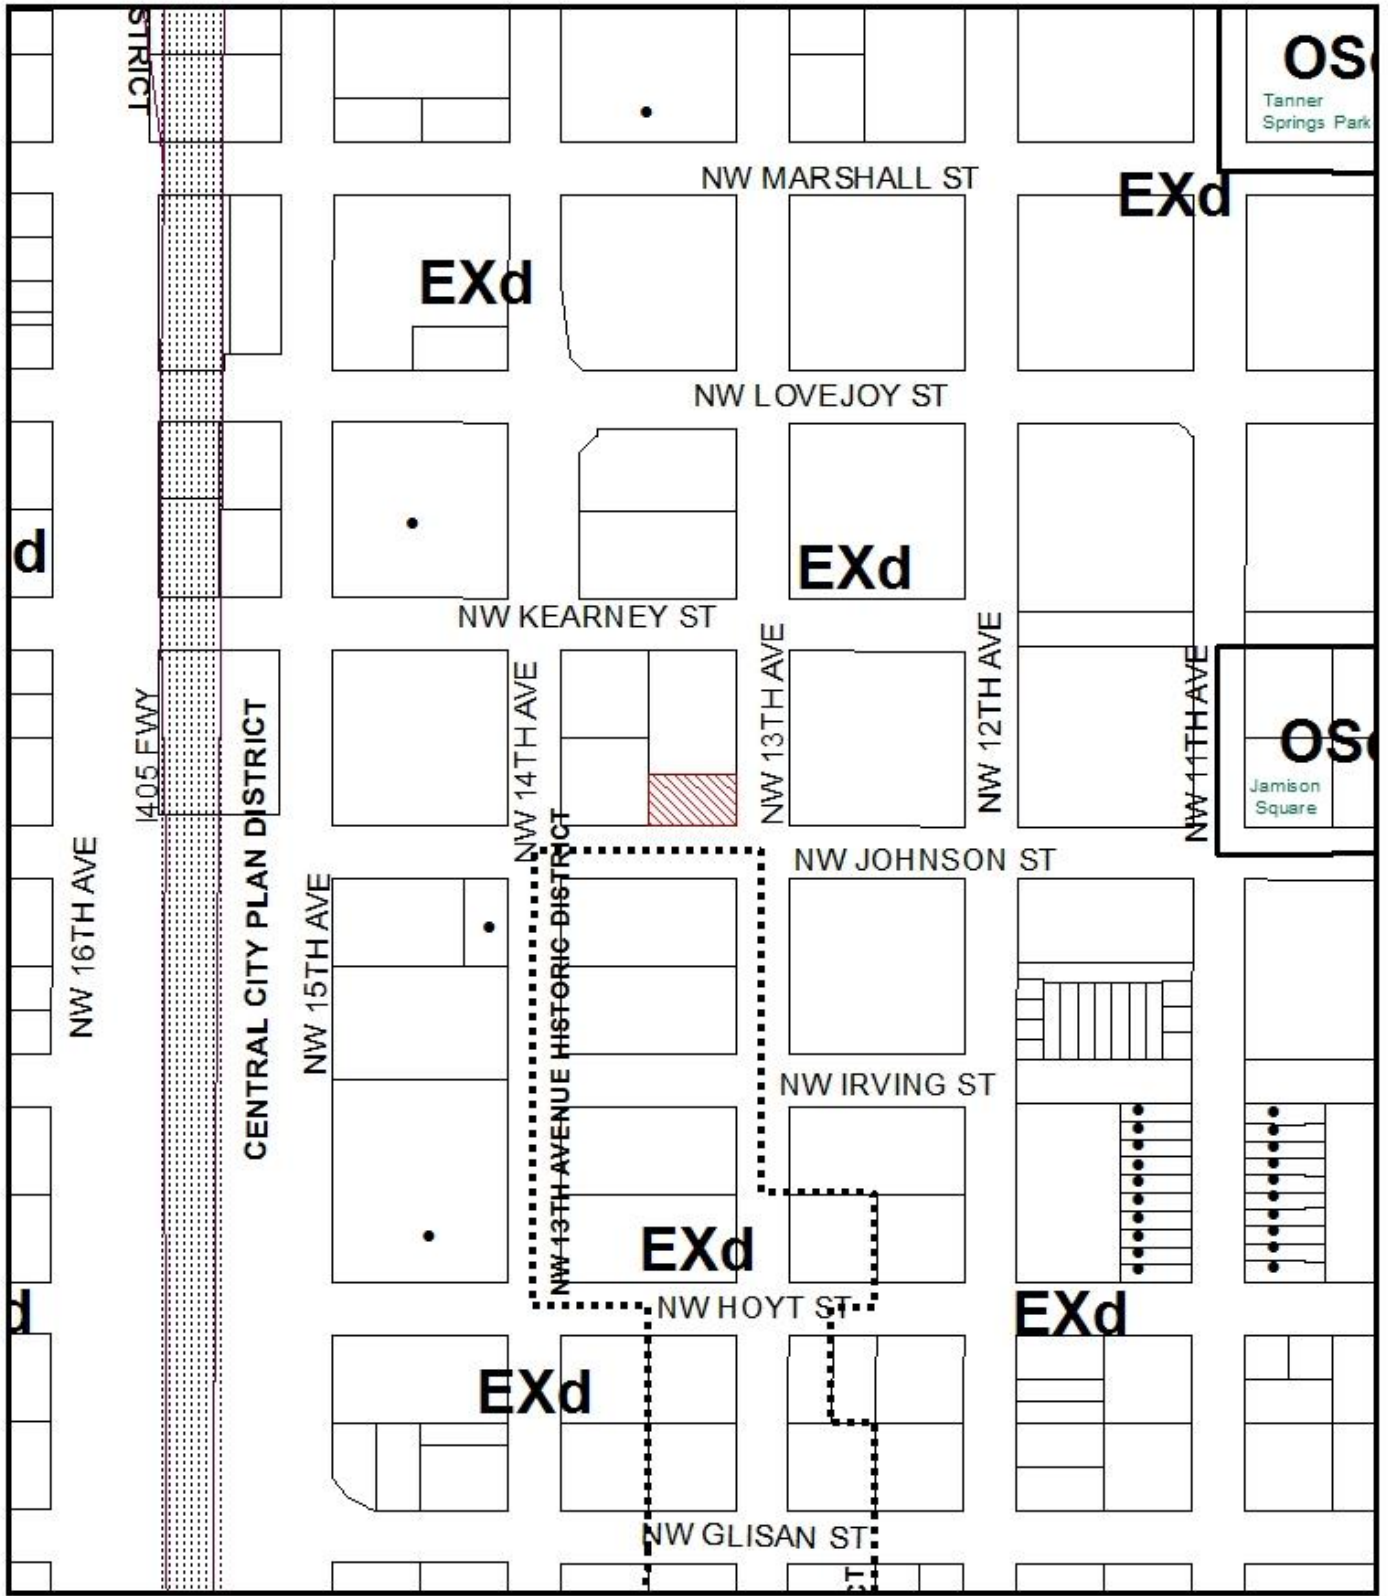 STRICT
OS
Tanner
Springs Park
NW MARSHALL ST
EXd
EXd
NW LOVEJOY ST
d
EXd
NW KEARNEY ST
NW 13TH AVE
NW 12TH AVE
NW 11TH AVE
NW 14TH AVE
I405 FWY
CENTRAL CITY PLAN DISTRICT
OS
Jamison
Square
NW 16TH AVE
NW 15TH AVE
NW JOHNSON ST
NW 13TH AVENUE HISTORIC DISTRICT
NW IRVING ST
EXd
NW HOYT ST
d
EXd
EXd
NW GLISAN ST
ST